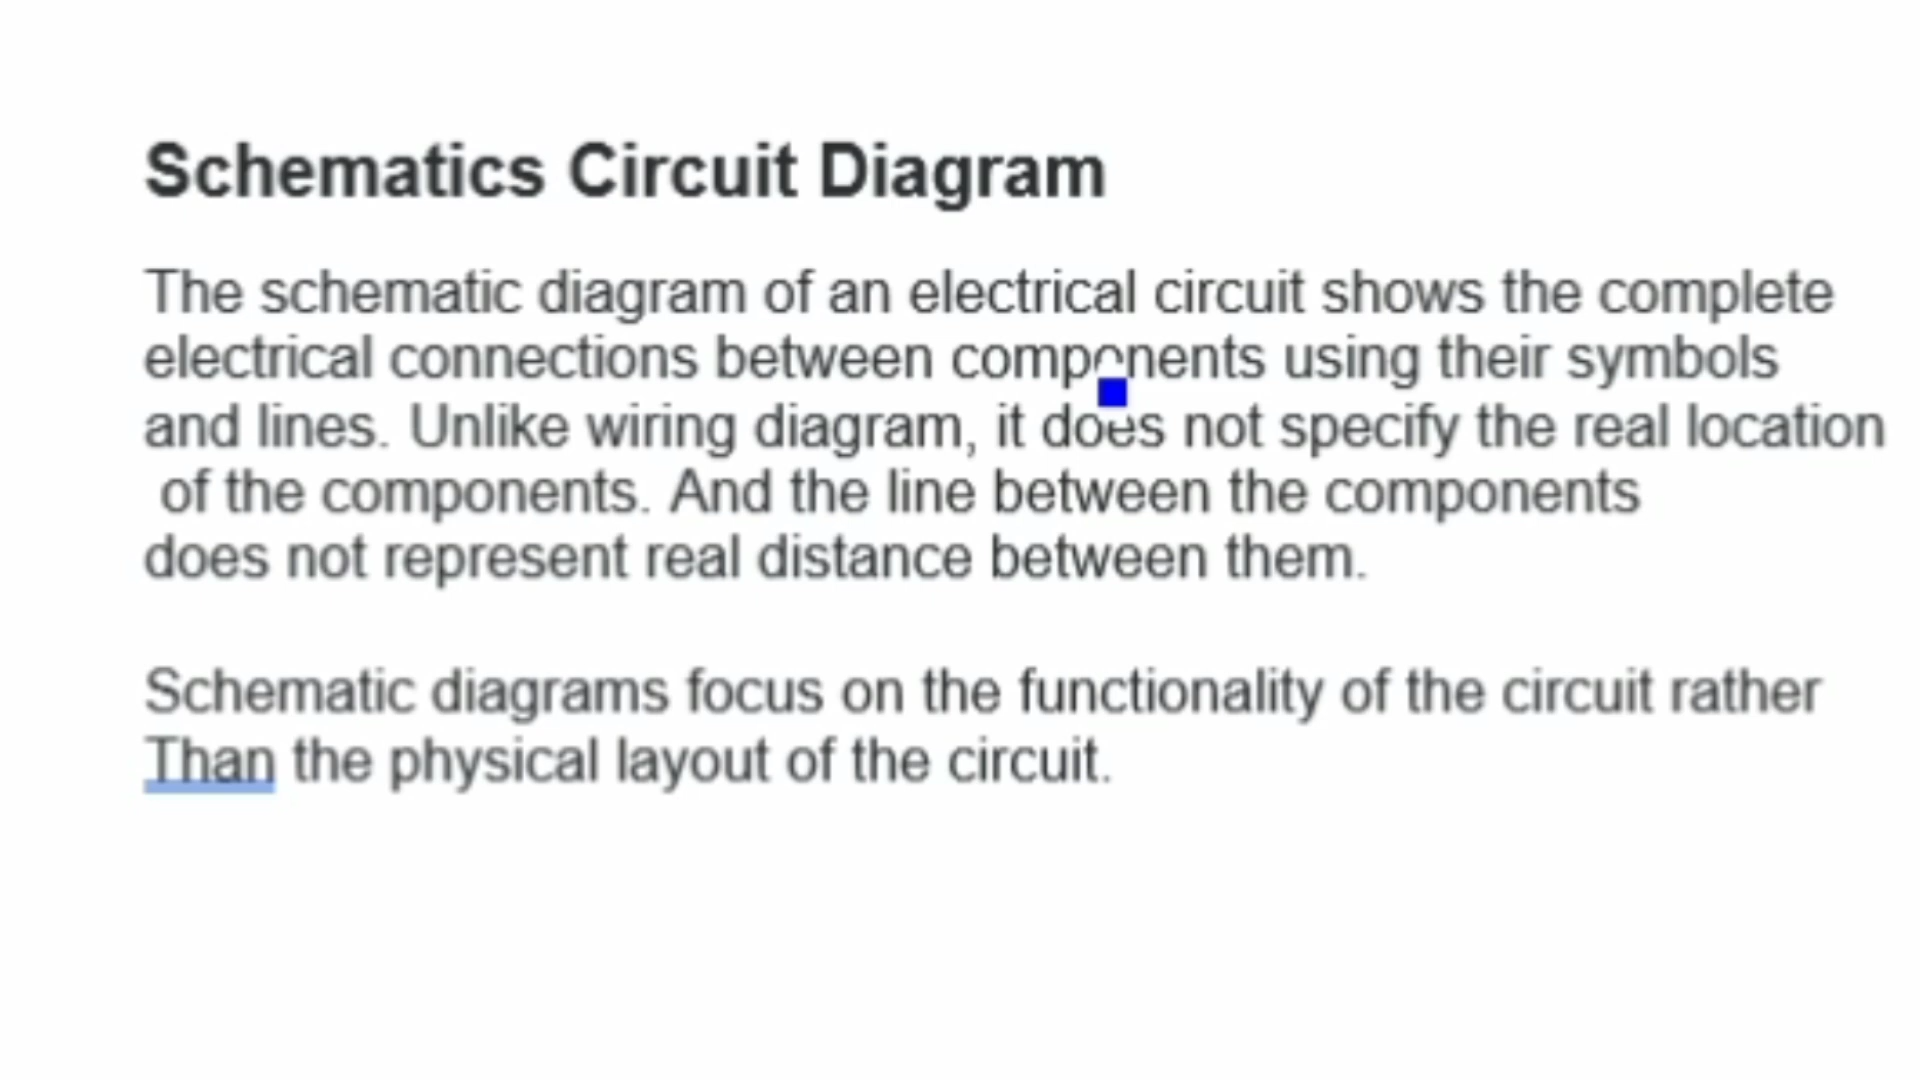 Schematics Circuit Diagram
The schematic diagram of an electrical circuit shows the complete
electrical connections between components using their symbols
and lines. Unlike wiring diagram, it does not specify the real location
of the components. And the line between the components
does not represent real distance between them.
Schematic diagrams focus on the functionality of the circuit rather
Than the physical layout of the circuit.